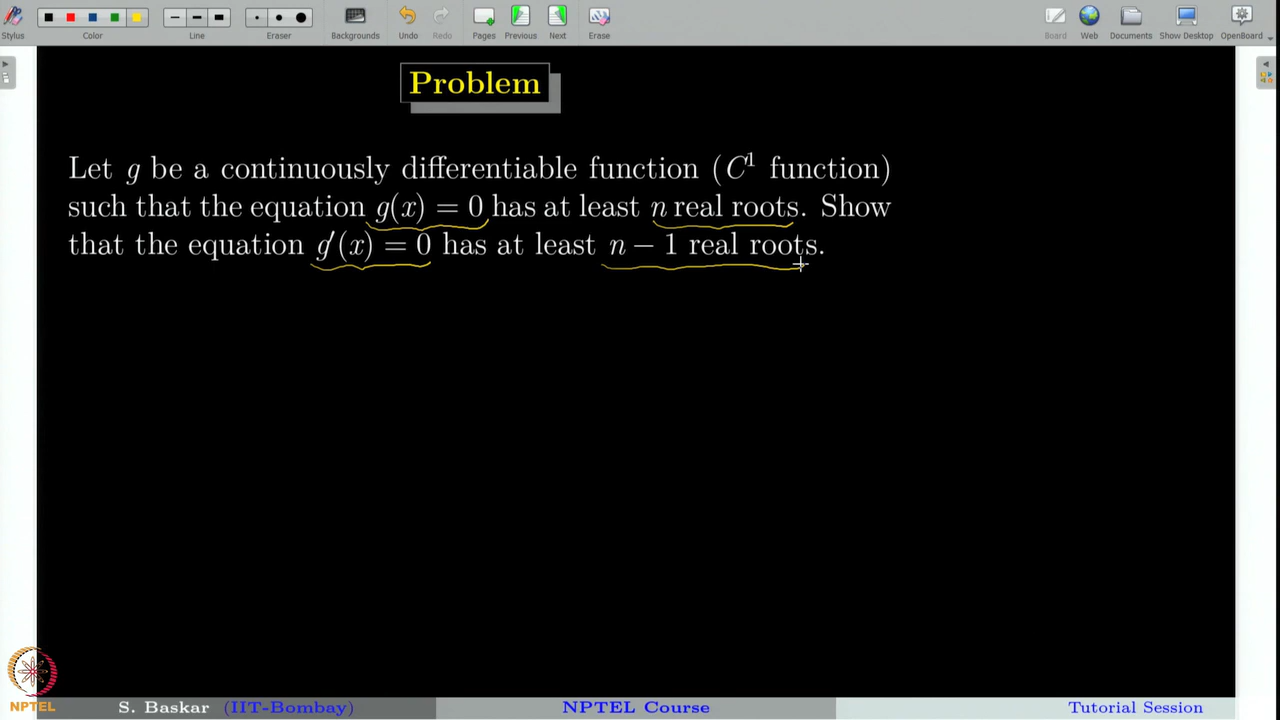 Stylus Color Line Eraser Backgrounds Undo Redo Pages Previous Next Erase Board Web Documents Show Desktop OpenBoard
Problem
Let g be a continuously differentiable function (C¹ function)
such that the equation g(x) = 0 has at least n real roots. Show
that the equation g′(x) = 0 has at least n − 1 real roots.
NPTEL
S. Baskar (IIT-Bombay) NPTEL Course Tutorial Session